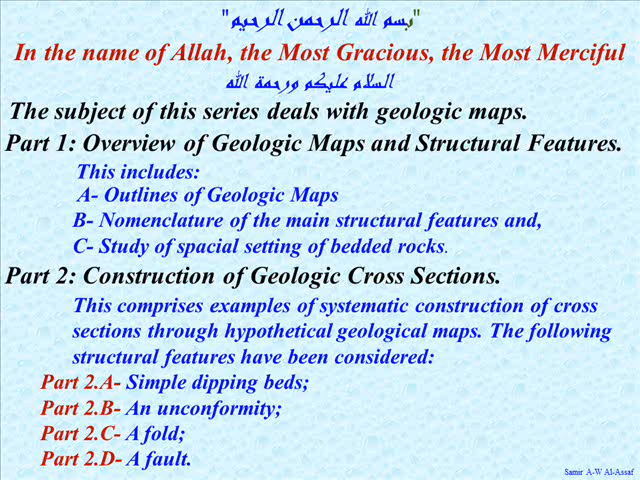 "بسم الله الرحمن الرحيم"
In the name of Allah, the Most Gracious, the Most Merciful
السلام عليكم ورحمة الله
The subject of this series deals with geologic maps.
Part 1: Overview of Geologic Maps and Structural Features.
This includes:
A- Outlines of Geologic Maps
B- Nomenclature of the main structural features and,
C- Study of spacial setting of bedded rocks.
Part 2: Construction of Geologic Cross Sections.
This comprises examples of systematic construction of cross
sections through hypothetical geological maps. The following
structural features have been considered:
Part 2.A- Simple dipping beds;
Part 2.B- An unconformity;
Part 2.C- A fold;
Part 2.D- A fault.
Samir A-W Al-Assaf